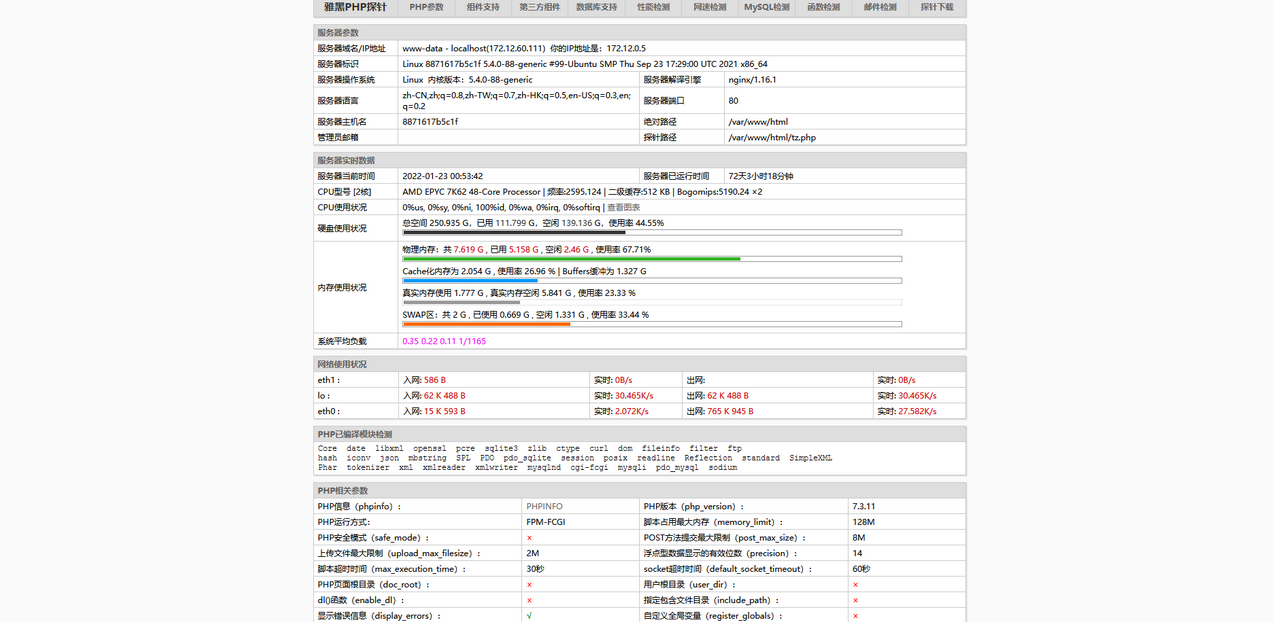 雅黑PHP探针 PHP参数 组件支持 第三方组件 数据库支持 性能检测 网速检测 MySQL检测 函数检测 邮件检测 探针下载
服务器参数
服务器域名/IP地址 www-data - localhost(172.12.60.111) 你的IP地址是：172.12.0.5
服务器标识 Linux 8871617b5c1f 5.4.0-88-generic #99-Ubuntu SMP Thu Sep 23 17:29:00 UTC 2021 x86_64
服务器操作系统 Linux 内核版本：5.4.0-88-generic 服务器解译引擎 nginx/1.16.1
服务器语言 zh-CN,zh;q=0.8,zh-TW;q=0.7,zh-HK;q=0.5,en-US;q=0.3,en;q=0.2 服务器端口 80
服务器主机名 8871617b5c1f 绝对路径 /var/www/html
管理员邮箱 探针路径 /var/www/html/tz.php
服务器实时数据
服务器当前时间 2022-01-23 00:53:42 服务器已运行时间 72天3小时18分钟
CPU型号 [2核] AMD EPYC 7K62 48-Core Processor | 频率:2595.124 | 二级缓存:512 KB | Bogomips:5190.24 ×2
CPU使用状况 0%us, 0%sy, 0%ni, 100%id, 0%wa, 0%irq, 0%softirq | 查看图表
硬盘使用状况 总空间 250.935 G，已用 111.799 G，空闲 139.136 G，使用率 44.55%
内存使用状况 物理内存：共 7.619 G , 已用 5.158 G , 空闲 2.46 G , 使用率 67.71%
Cache化内存为 2.054 G , 使用率 26.96 % | Buffers缓冲为 1.327 G
真实内存使用 1.777 G , 真实内存空闲 5.841 G , 使用率 23.33 %
SWAP区：共 2 G , 已使用 0.669 G , 空闲 1.331 G , 使用率 33.44 %
系统平均负载 0.35 0.22 0.11 1/1165
网络使用状况
eth1 : 入网: 586 B 实时: 0B/s 出网: 实时: 0B/s
lo : 入网: 62 K 488 B 实时: 30.465K/s 出网: 62 K 488 B 实时: 30.465K/s
eth0 : 入网: 15 K 593 B 实时: 2.072K/s 出网: 765 K 945 B 实时: 27.582K/s
PHP已编译模块检测
Core date libxml openssl pcre sqlite3 zlib ctype curl dom fileinfo filter ftp
hash iconv json mbstring SPL PDO pdo_sqlite session posix readline Reflection standard SimpleXML
Phar tokenizer xml xmlreader xmlwriter mysqlnd cgi-fcgi mysqli pdo_mysql sodium
PHP相关参数
PHP信息（phpinfo）： PHPINFO PHP版本（php_version）： 7.3.11
PHP运行方式： FPM-FCGI 脚本占用最大内存（memory_limit）： 128M
PHP安全模式（safe_mode）： × POST方法提交最大限制（post_max_size）： 8M
上传文件最大限制（upload_max_filesize）： 2M 浮点型数据显示的有效位数（precision）： 14
脚本超时时间（max_execution_time）： 30秒 socket超时时间（default_socket_timeout）： 60秒
PHP页面根目录（doc_root）： × 用户根目录（user_dir）： ×
dl()函数（enable_dl）： × 指定包含文件目录（include_path）： ×
显示错误信息（display_errors）： √ 自定义全局变量（register_globals）： ×